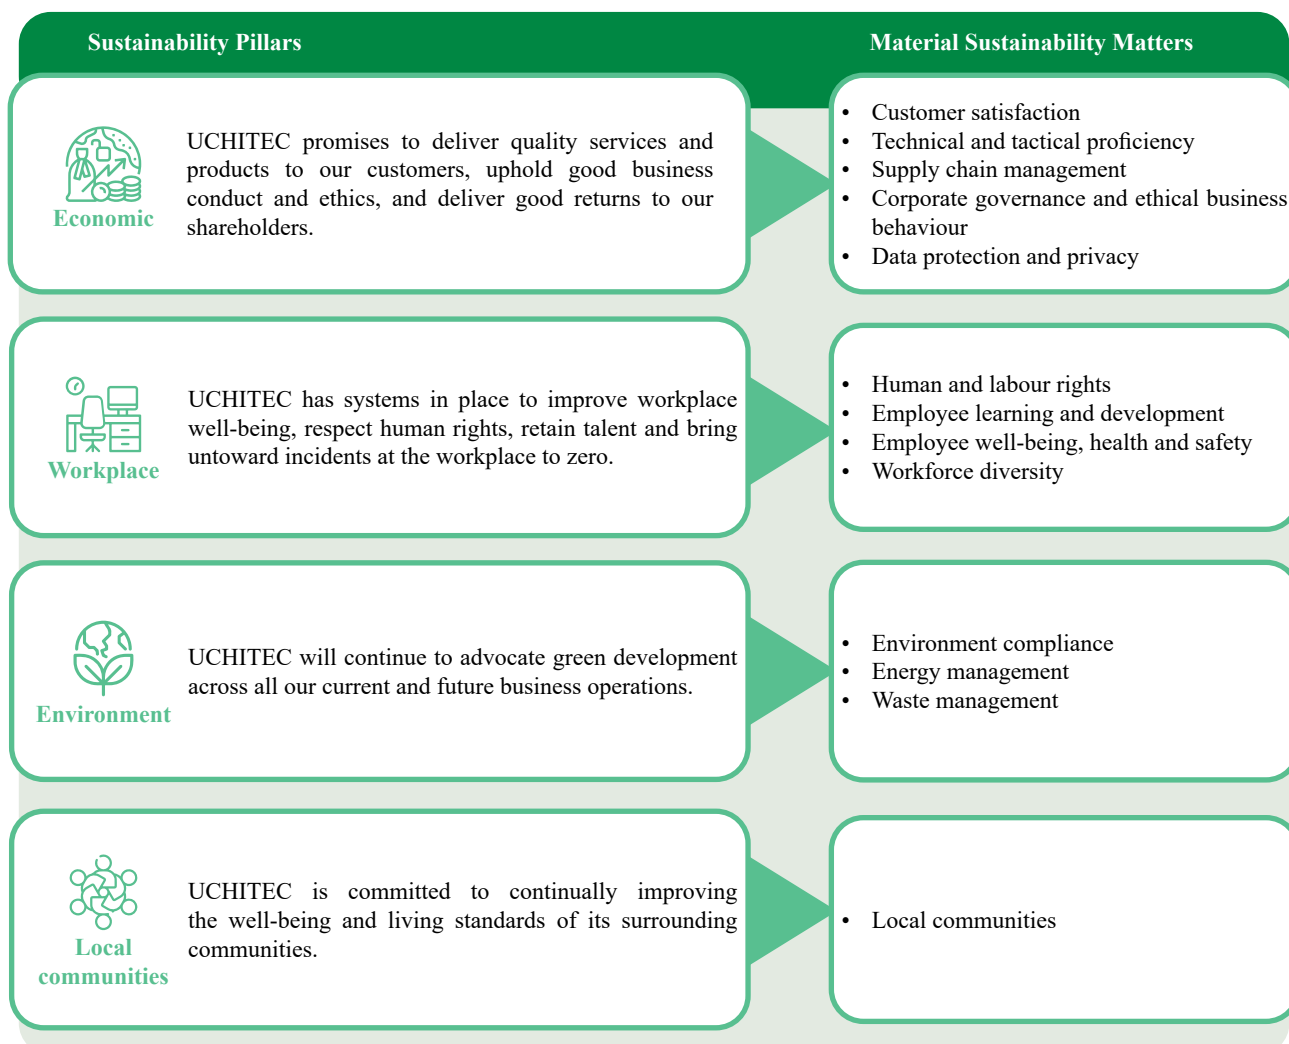 Sustainability Pillars
Material Sustainability Matters
Economic
UCHITEC promises to deliver quality services and
products to our customers, uphold good business
conduct and ethics, and deliver good returns to our
shareholders.
• Customer satisfaction
• Technical and tactical proficiency
• Supply chain management
• Corporate governance and ethical business
behaviour
• Data protection and privacy
Workplace
UCHITEC has systems in place to improve workplace
well-being, respect human rights, retain talent and bring
untoward incidents at the workplace to zero.
• Human and labour rights
• Employee learning and development
• Employee well-being, health and safety
• Workforce diversity
Environment
UCHITEC will continue to advocate green development
across all our current and future business operations.
• Environment compliance
• Energy management
• Waste management
Local
communities
UCHITEC is committed to continually improving
the well-being and living standards of its surrounding
communities.
• Local communities